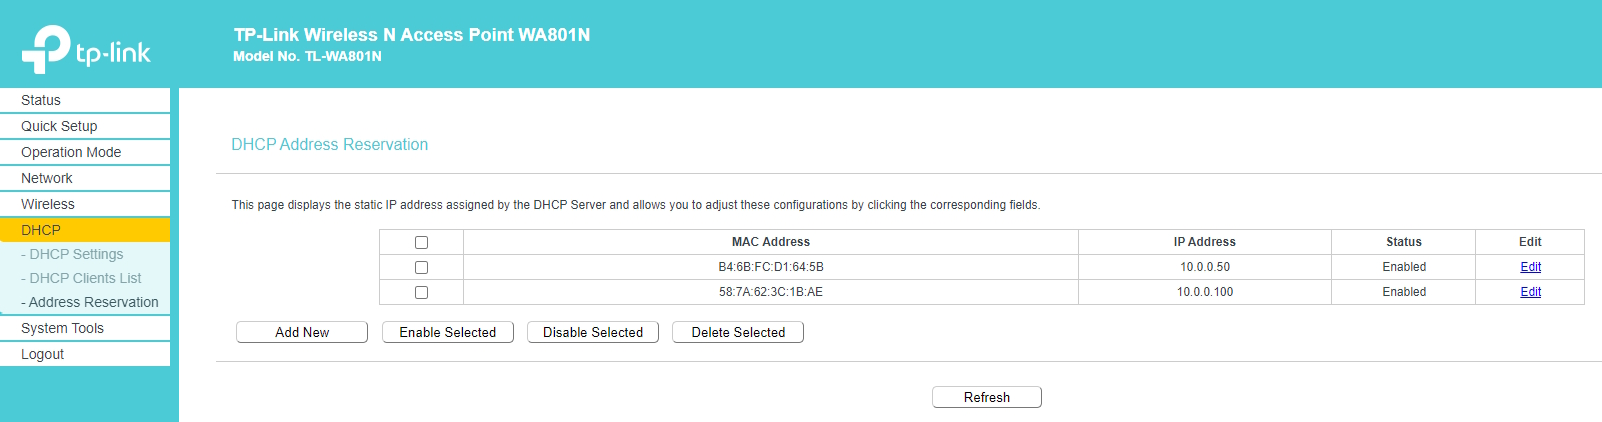 tp-link
TP-Link Wireless N Access Point WA801N
Model No. TL-WA801N
Status
Quick Setup
Operation Mode
Network
Wireless
DHCP
- DHCP Settings
- DHCP Clients List
- Address Reservation
System Tools
Logout
DHCP Address Reservation
This page displays the static IP address assigned by the DHCP Server and allows you to adjust these configurations by clicking the corresponding fields.
MAC Address IP Address Status Edit
B4:6B:FC:D1:64:5B 10.0.0.50 Enabled Edit
58:7A:62:3C:1B:AE 10.0.0.100 Enabled Edit
Add New Enable Selected Disable Selected Delete Selected
Refresh